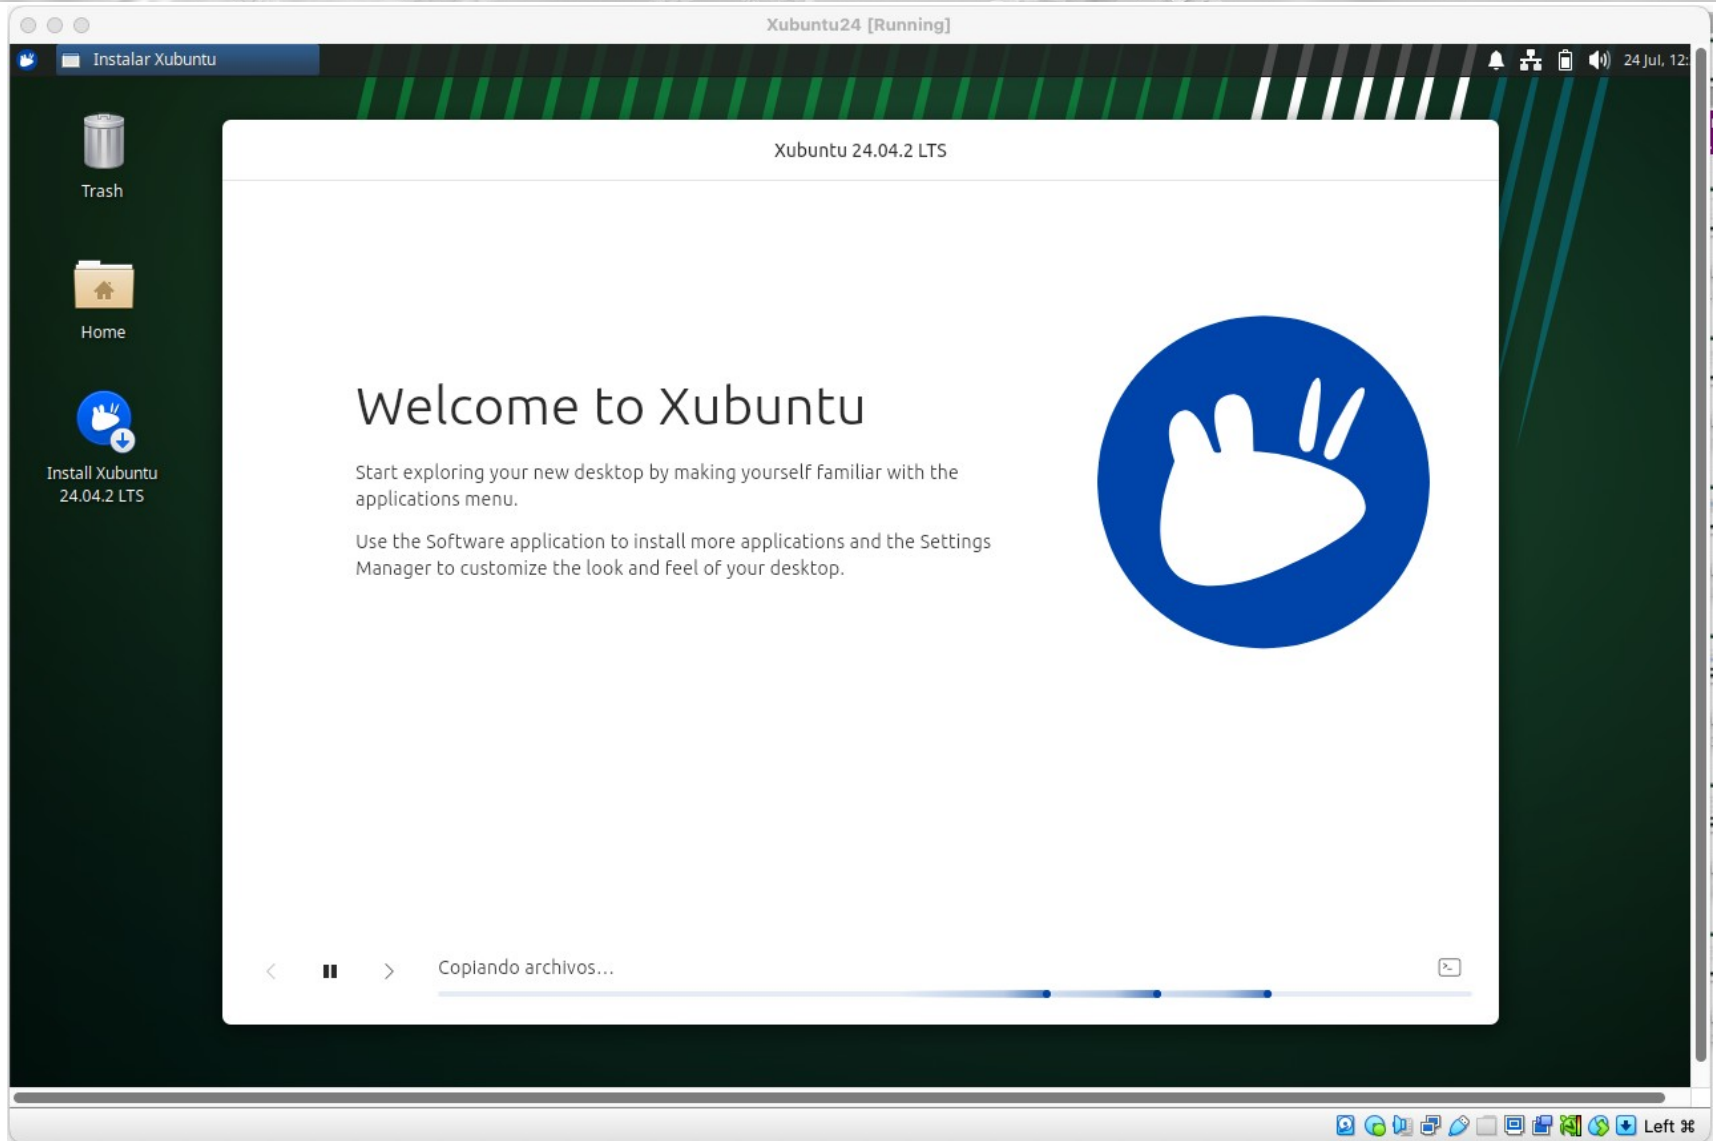 Xubuntu24 [Running]
Instalar Xubuntu
24 Jul, 12:
Trash
Home
Install Xubuntu
24.04.2 LTS
Xubuntu 24.04.2 LTS
Welcome to Xubuntu
Start exploring your new desktop by making yourself familiar with the
applications menu.
Use the Software application to install more applications and the Settings
Manager to customize the look and feel of your desktop.
Copiando archivos...
Left ⌘